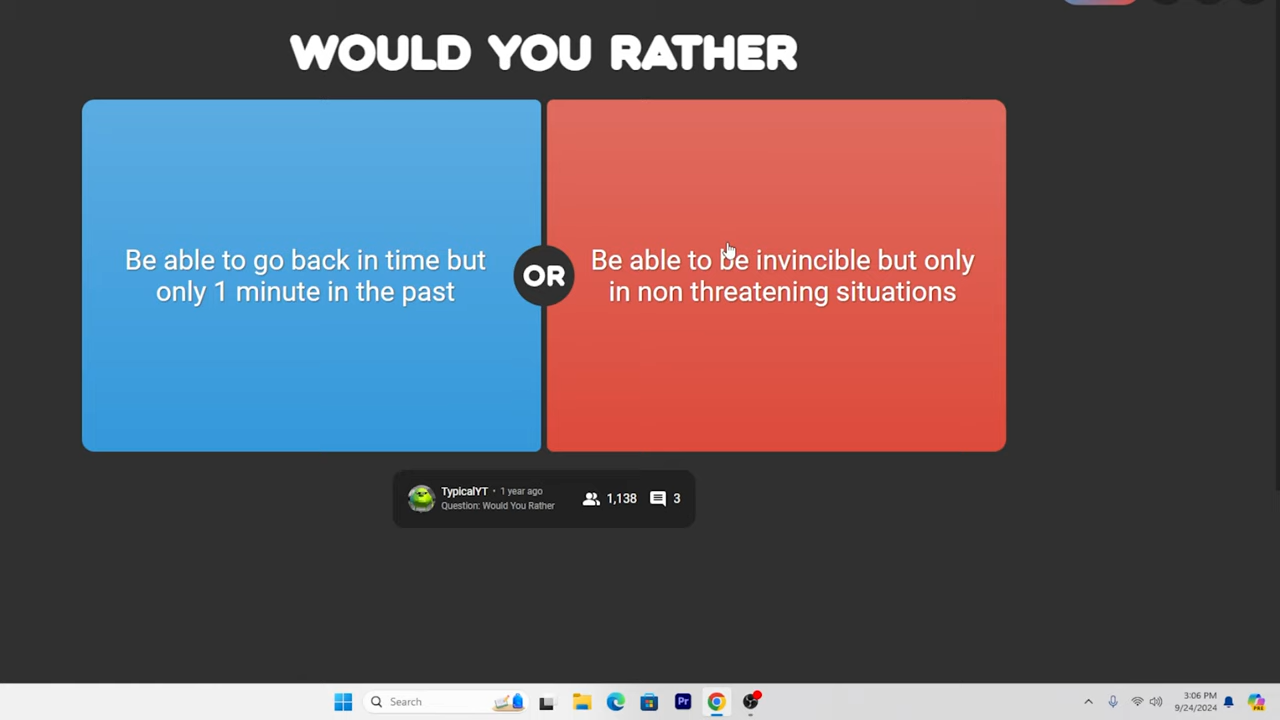 WOULD YOU RATHER
Be able to go back in time but
only 1 minute in the past
OR
Be able to be invincible but only
in non threatening situations
TypicalYT • 1 year ago
Question: Would You Rather
1,138
3
Search
Pr
3:06 PM
9/24/2024
PRE